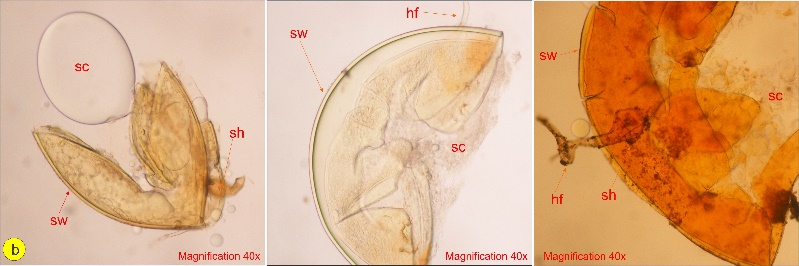 sc
sh
sw
b
Magnification 40x
hf
sw
sc
Magnification 40x
sw
sc
hf
sh
Magnification 40x